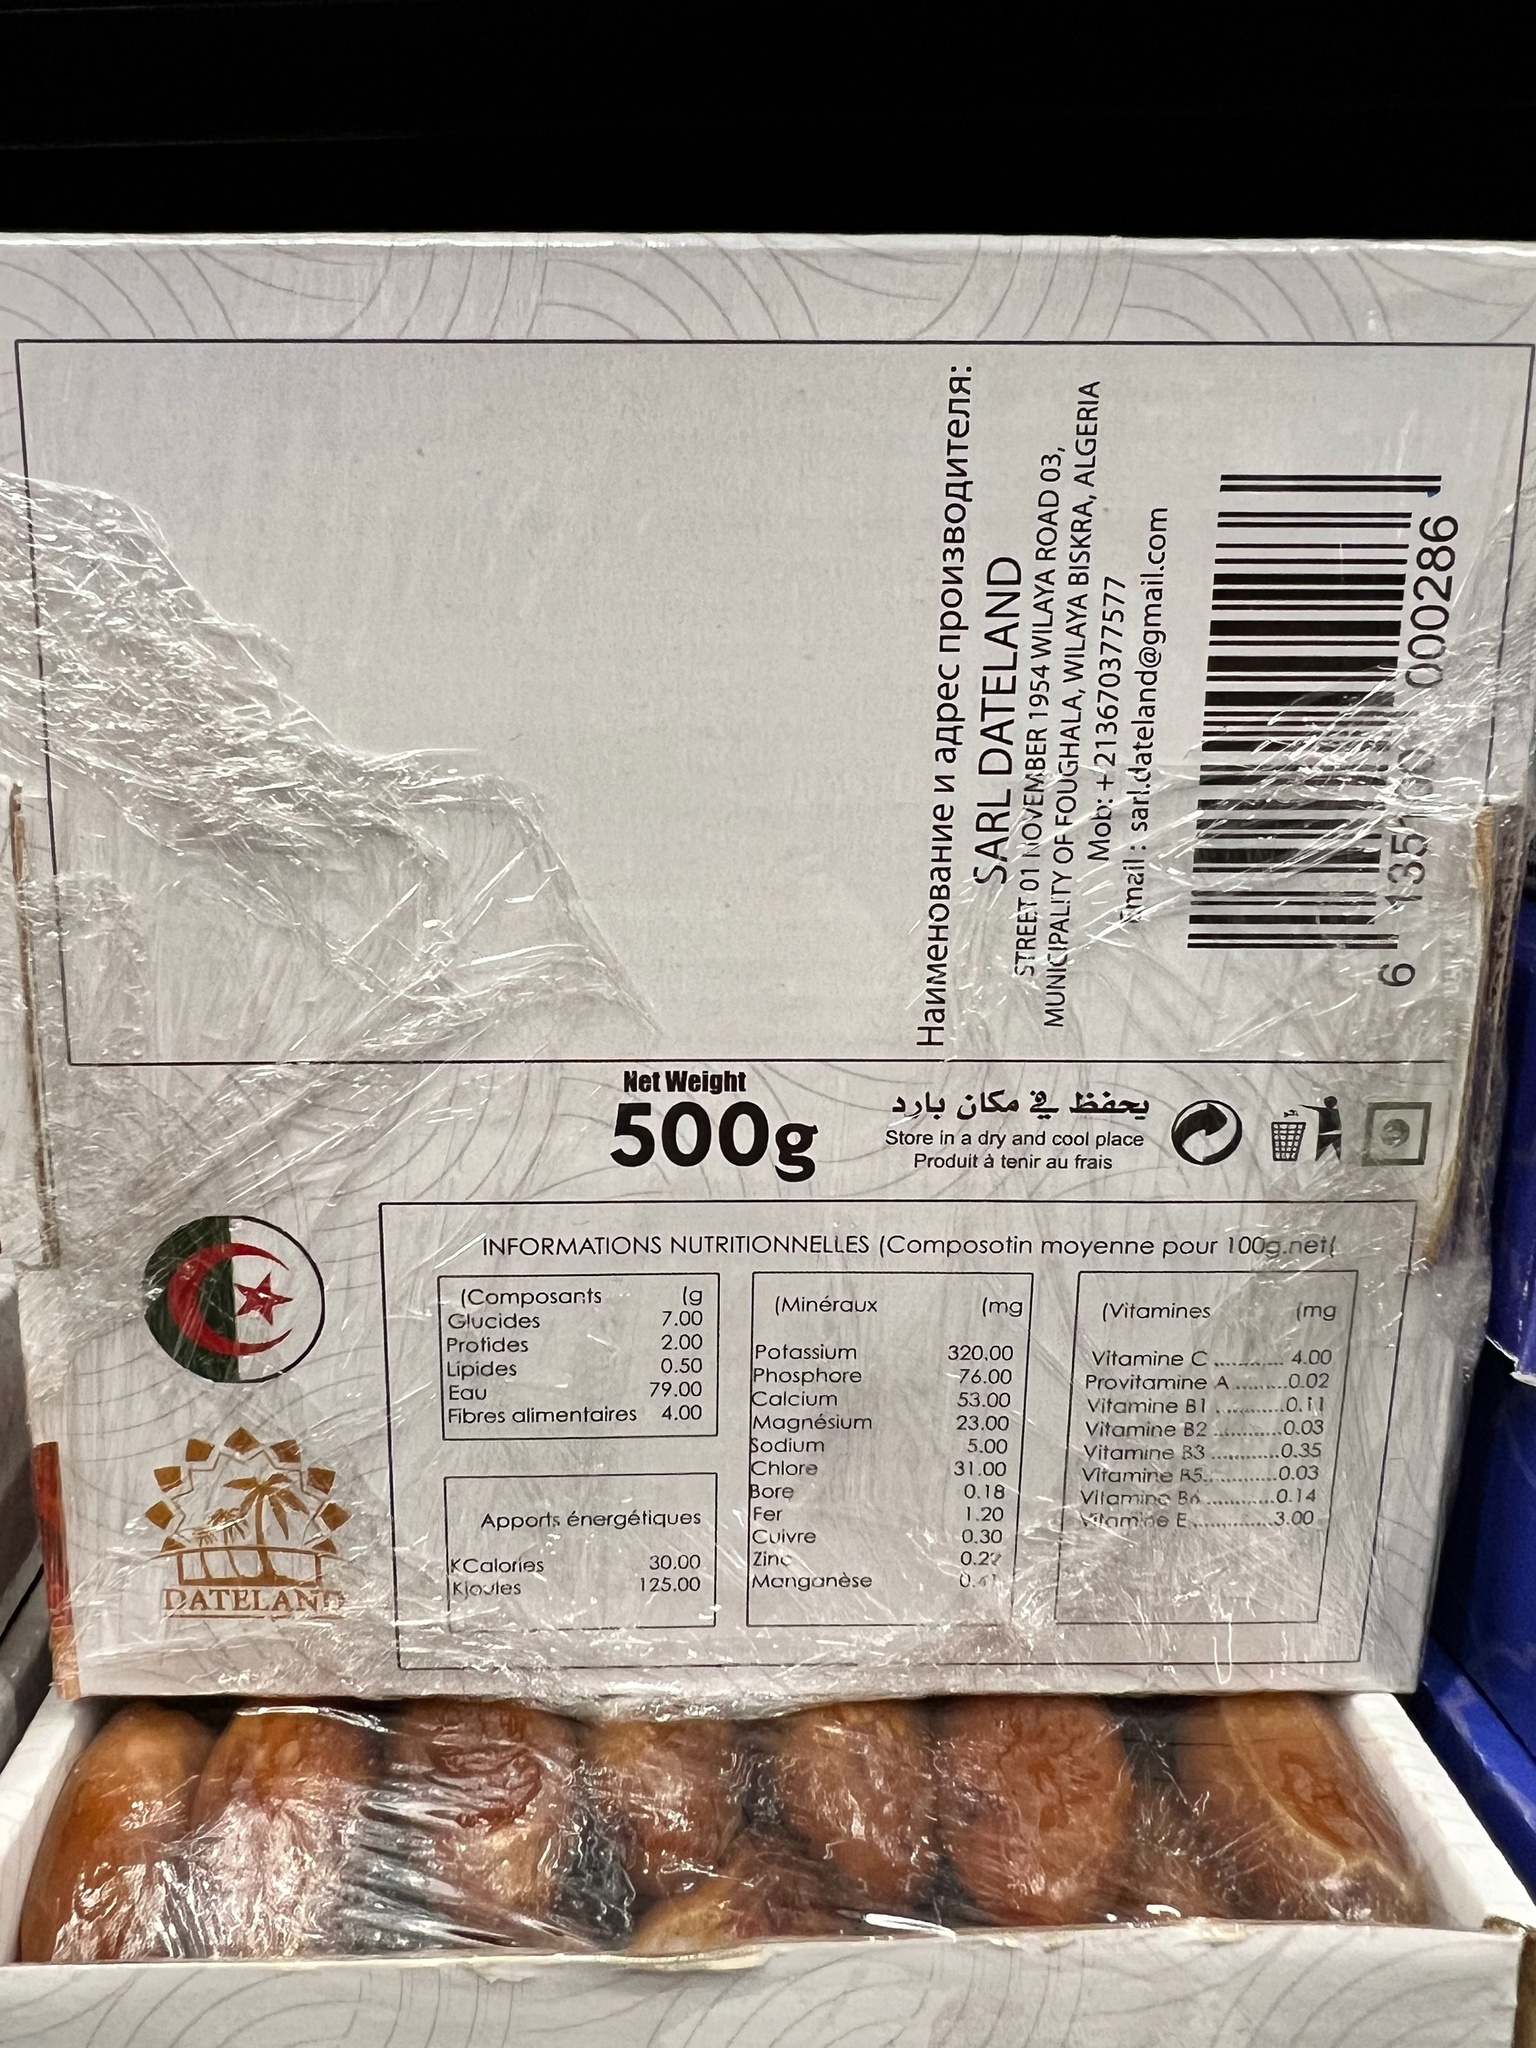 Наименование и адрес производителя:
SARL DATELAND
STREET 01 NOVEMBER 1954 WILAYA ROAD 03,
MUNICIPALITY OF FOUGHALA, WILAYA BISKRA, ALGERIA
Mob: + 213670377577
Email : sarl.dateland@gmail.com
000286
Net Weight
500g
يحفظ في مكان بارد
Store in a dry and cool place
Produit à tenir au frais
INFORMATIONS NUTRITIONNELLES (Composotin moyenne pour 100g.net(
(Composants (g
Glucides 7.00
Protides 2.00
Lipides 0.50
Eau 79.00
Fibres alimentaires 4.00
Apports énergétiques
KCalories 30.00
Kjoules 125.00
(Minéraux (mg
Potassium 320.00
Phosphore 76.00
Calcium 53.00
Magnésium 23.00
Sodium 5.00
Chlore 31.00
Bore 0.18
Fer 1.20
Cuivre 0.30
Zinc
Manganèse
(Vitamines (mg
Vitamine C ............ 4.00
Provitamine A ..........0.02
Vitamine B1 ............0.11
Vitamine B2 ............0.03
Vitamine B3 ............0.35
Vitamine B5.............0.03
Vitamine B6 ............0.14
Vitamine E..............3.00
DATELAND